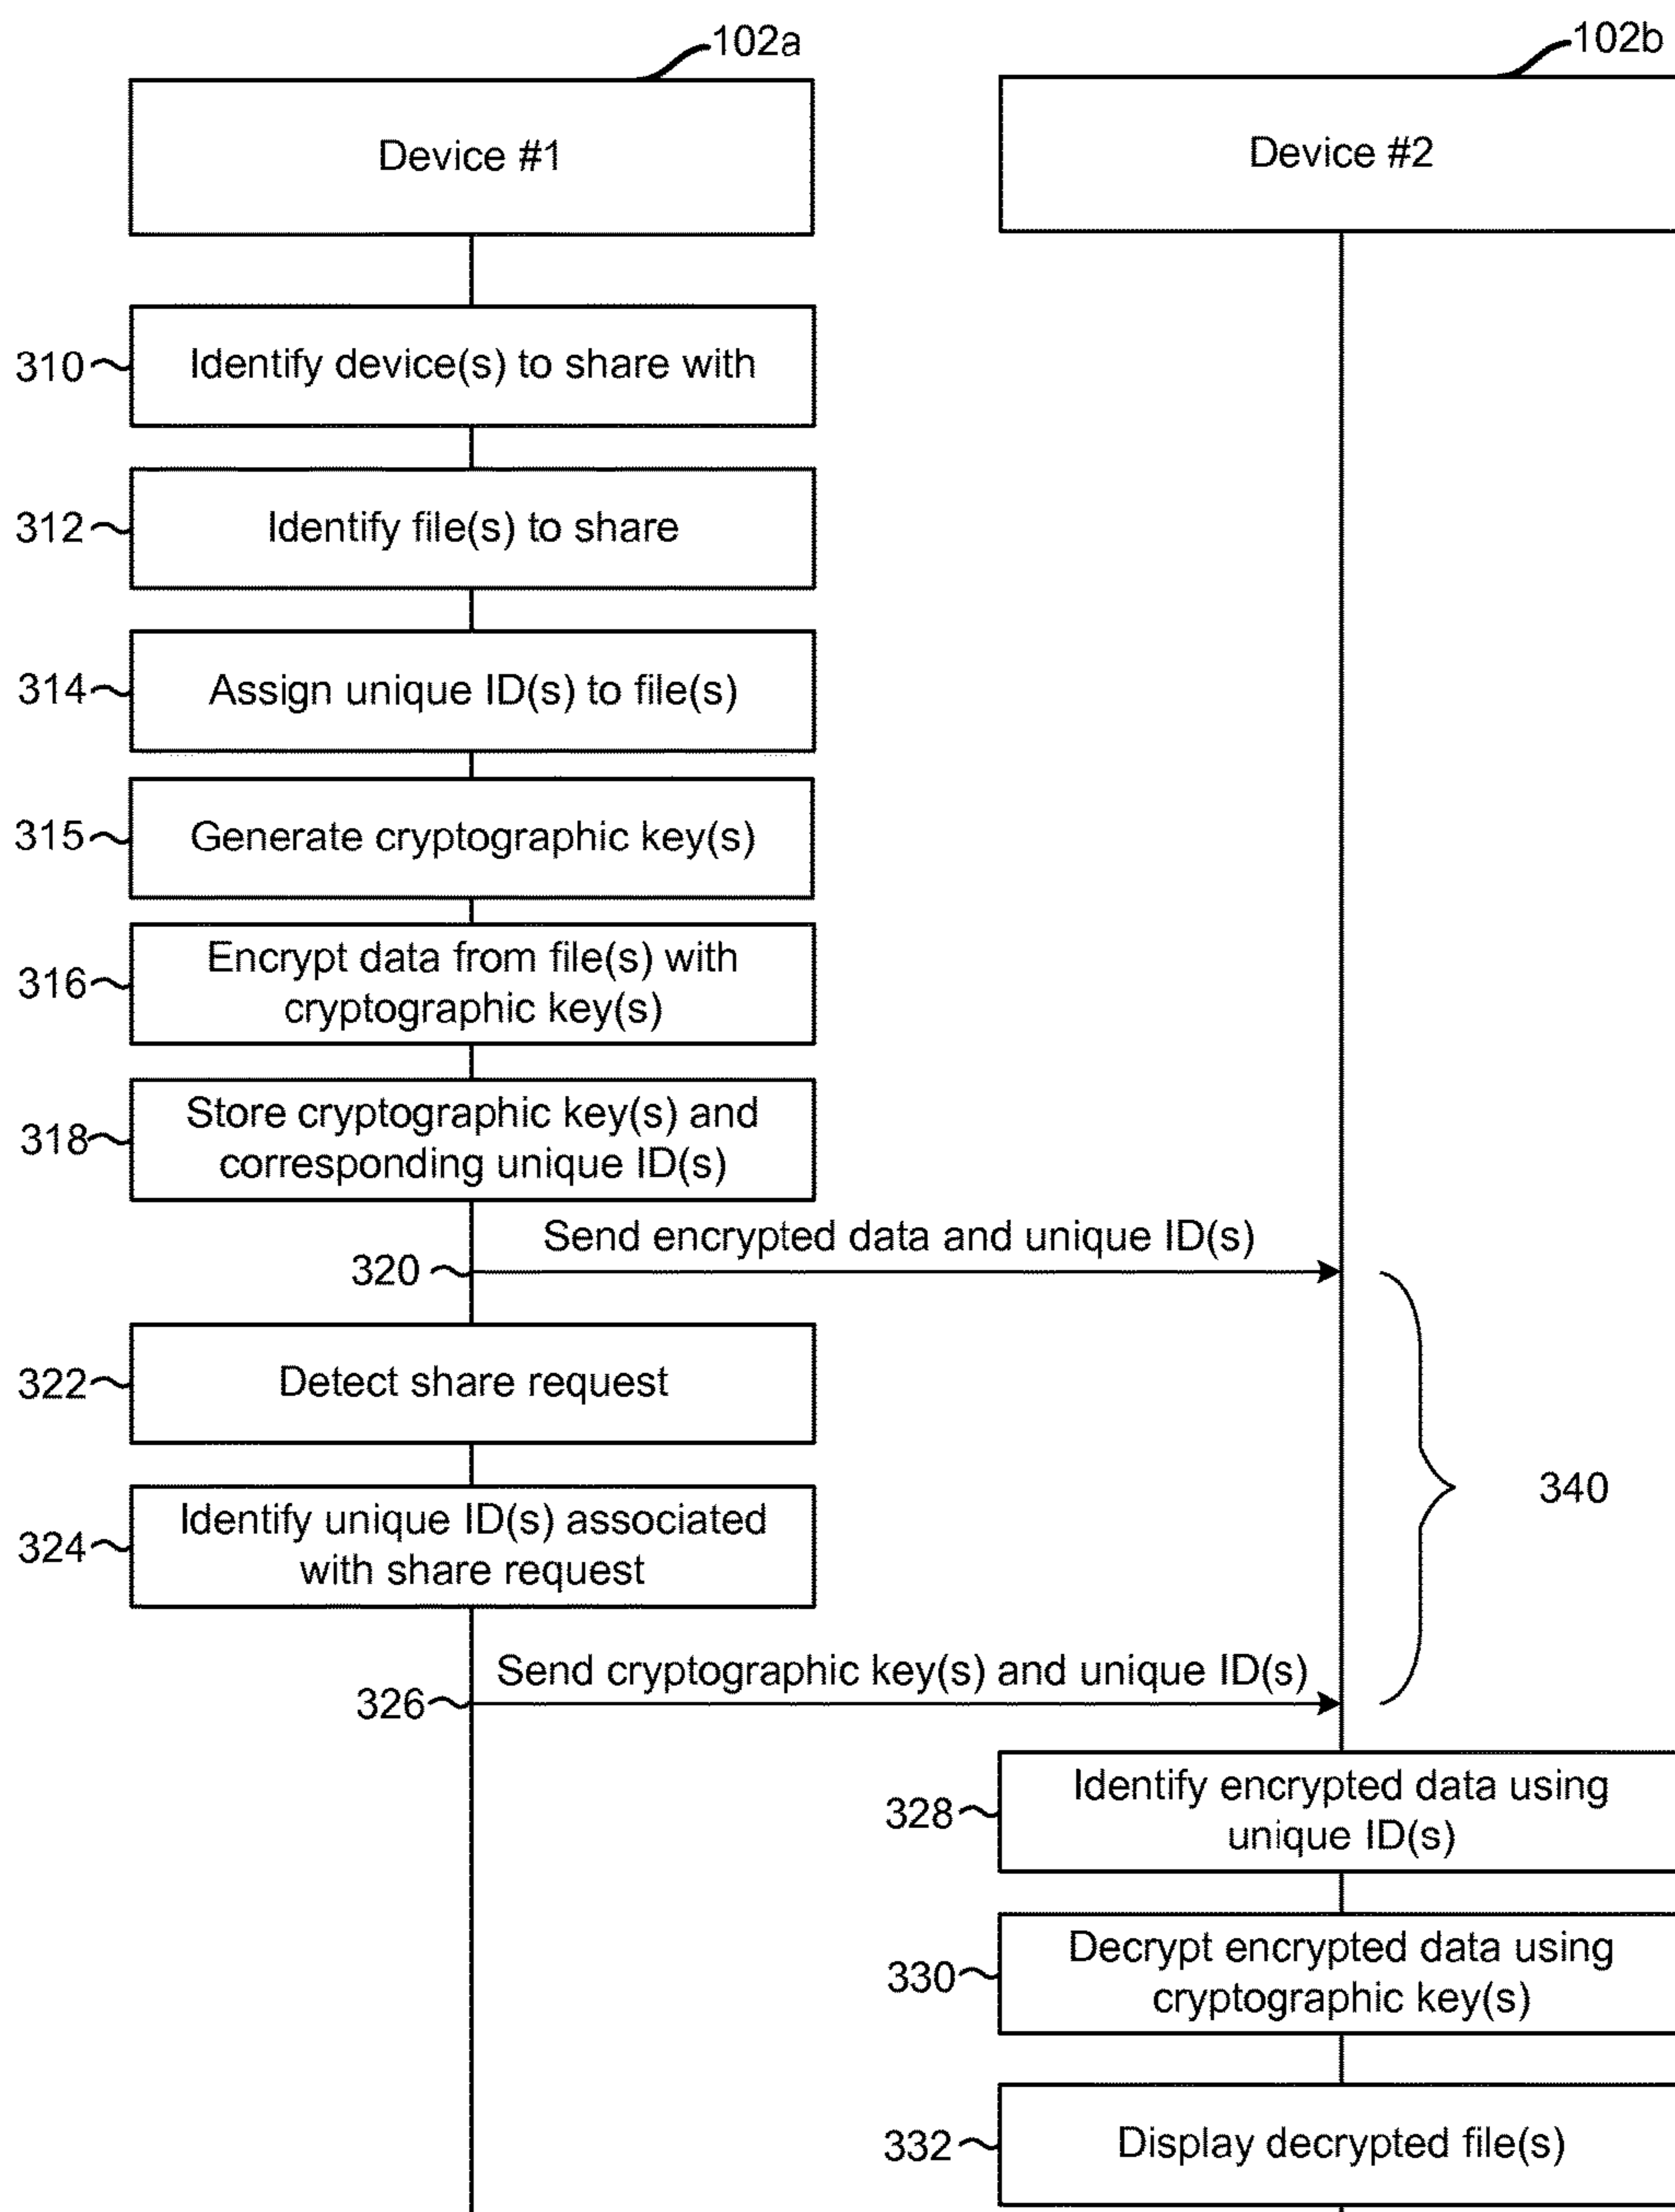 102a
102b
Device #1
Device #2
310
Identify device(s) to share with
312
Identify file(s) to share
314
Assign unique ID(s) to file(s)
315
Generate cryptographic key(s)
316
Encrypt data from file(s) with
cryptographic key(s)
318
Store cryptographic key(s) and
corresponding unique ID(s)
Send encrypted data and unique ID(s)
320
322
Detect share request
340
324
Identify unique ID(s) associated
with share request
Send cryptographic key(s) and unique ID(s)
326
328
Identify encrypted data using
unique ID(s)
330
Decrypt encrypted data using
cryptographic key(s)
332
Display decrypted file(s)